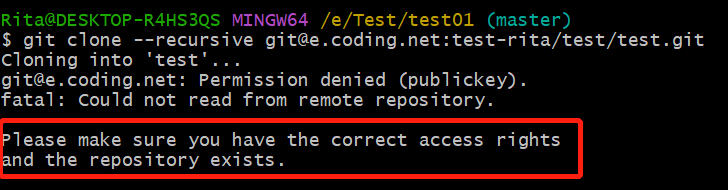 Rita@DESKTOP-R4HS3QS MINGW64 /e/Test/test01 (master)
$ git clone --recursive git@e.coding.net:test-rita/test/test.git
Cloning into 'test'...
git@e.coding.net: Permission denied (publickey).
fatal: Could not read from remote repository.
Please make sure you have the correct access rights
and the repository exists.